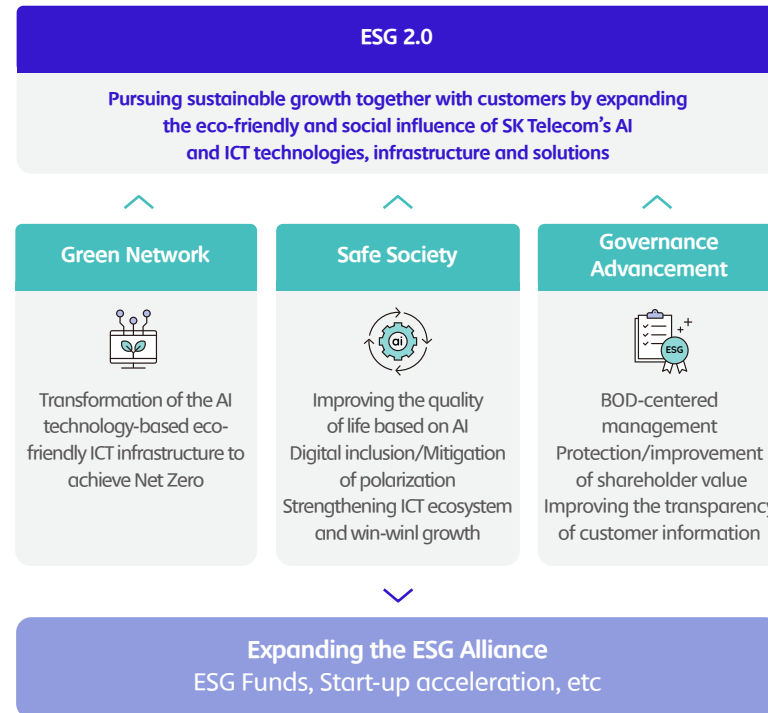 ESG 2.0
Pursuing sustainable growth together with customers by expanding
the eco-friendly and social influence of SK Telecom's AI
and ICT technologies, infrastructure and solutions
Green Network
Transformation of the AI
technology-based eco-
friendly ICT infrastructure to
achieve Net Zero
Safe Society
ai
Improving the quality
of life based on AI
Digital inclusion/Mitigation
of polarization
Strengthening ICT ecosystem
and win-winl growth
Governance
Advancement
ESG
BOD-centered
management
Protection/improvement
of shareholder value
Improving the transparency
of customer information
Expanding the ESG Alliance
ESG Funds, Start-up acceleration, etc